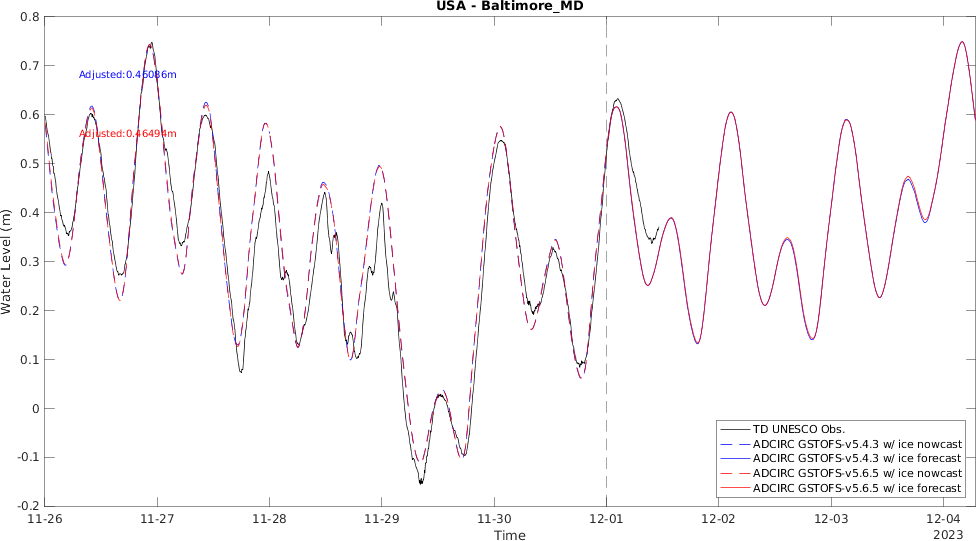 USA - Baltimore_MD
0.8
0.7
0.6
0.5
0.4
0.3
0.2
0.1
0
-0.1
-0.2
Water Level (m)
Adjusted:0.46086m
Adjusted:0.46494m
TD UNESCO Obs.
ADCIRC GSTOFS-v5.4.3 w/ ice nowcast
ADCIRC GSTOFS-v5.4.3 w/ ice forecast
ADCIRC GSTOFS-v5.6.5 w/ ice nowcast
ADCIRC GSTOFS-v5.6.5 w/ ice forecast
11-26 11-27 11-28 11-29 11-30 12-01 12-02 12-03 12-04
Time 2023